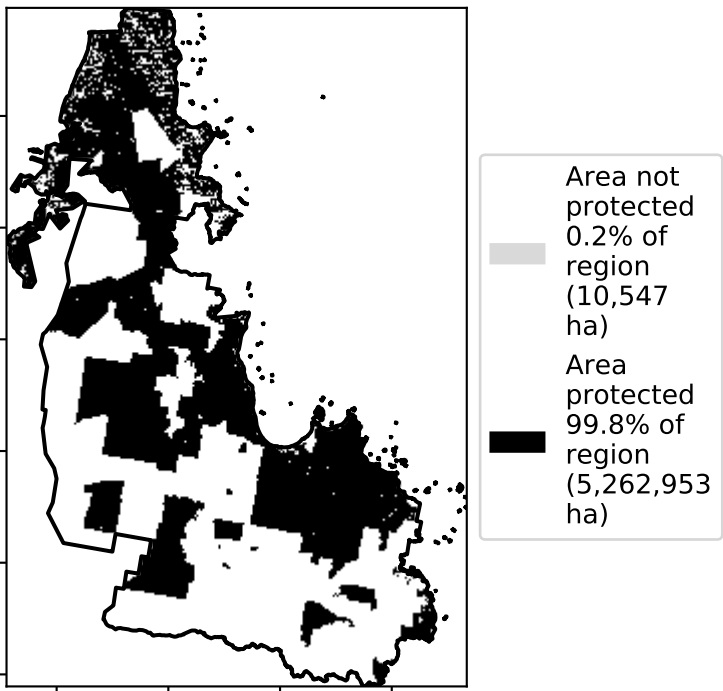 Area not
protected
0.2% of
region
(10,547
ha)
Area
protected
99.8% of
region
(5,262,953
ha)